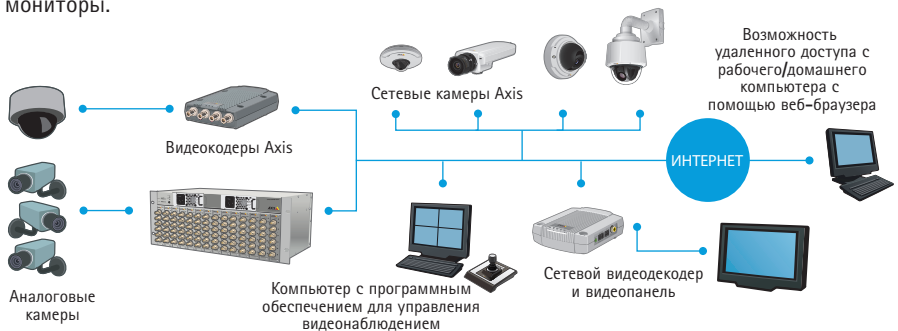 мониторы.
Сетевые камеры Axis
Возможность
удаленного доступа с
рабочего/домашнего
компьютера с
помощью веб-браузера
Видеокодеры Axis
ИНТЕРНЕТ
Аналоговые
камеры
Компьютер с программным
обеспечением для управления
видеонаблюдением
Сетевой видеодекодер
и видеопанель